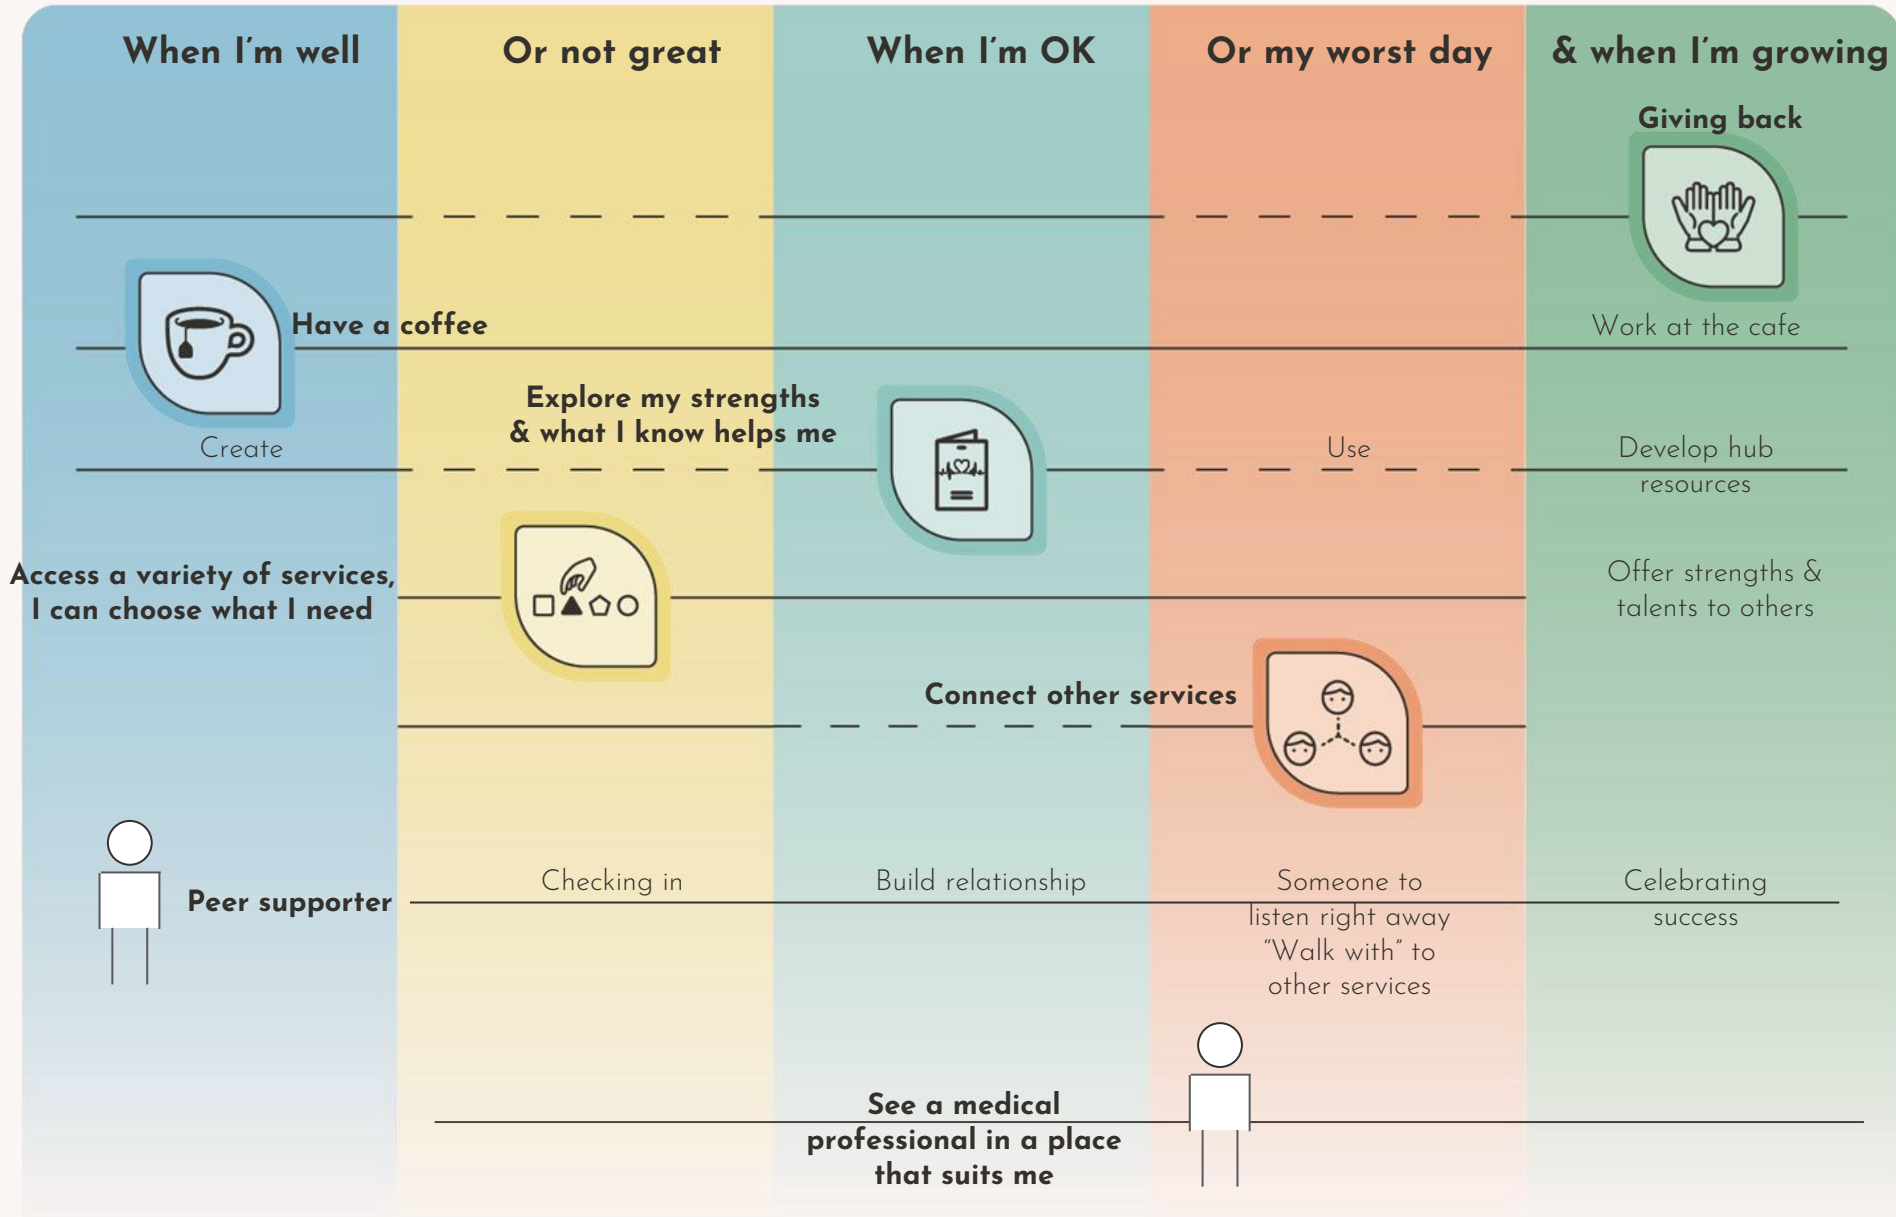 When I'm well
Or not great
When I'm OK
Or my worst day
& when I'm growing
Giving back
Have a coffee
Work at the cafe
Explore my strengths
& what I know helps me
Create
Use
Develop hub
resources
Access a variety of services,
I can choose what I need
Offer strengths &
talents to others
Connect other services
Peer supporter
Checking in
Build relationship
Someone to
listen right away
“Walk with” to
other services
Celebrating
success
See a medical
professional in a place
that suits me